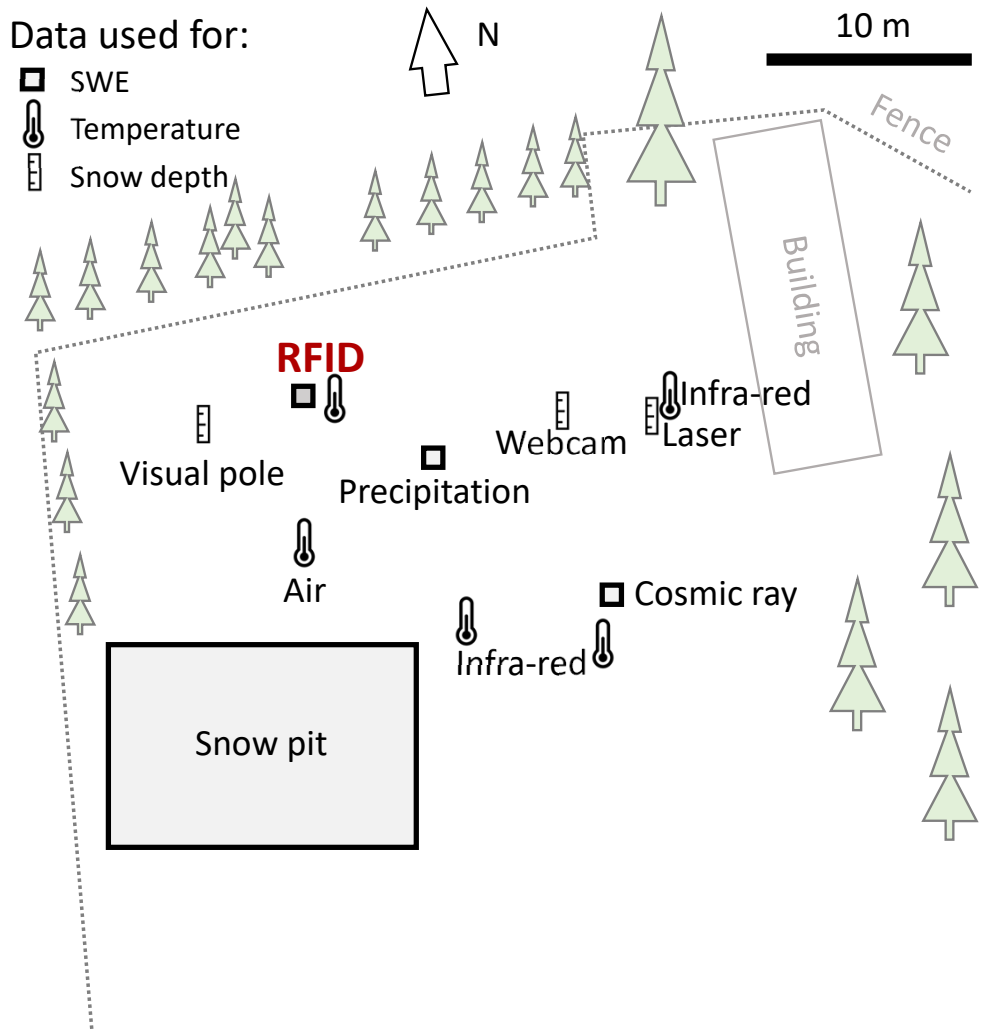 Data used for:
SWE
Temperature
Snow depth
N
10 m
Fence
Building
RFID
Infra-red
Laser
Webcam
Visual pole
Precipitation
Air
Cosmic ray
Infra-red
Snow pit